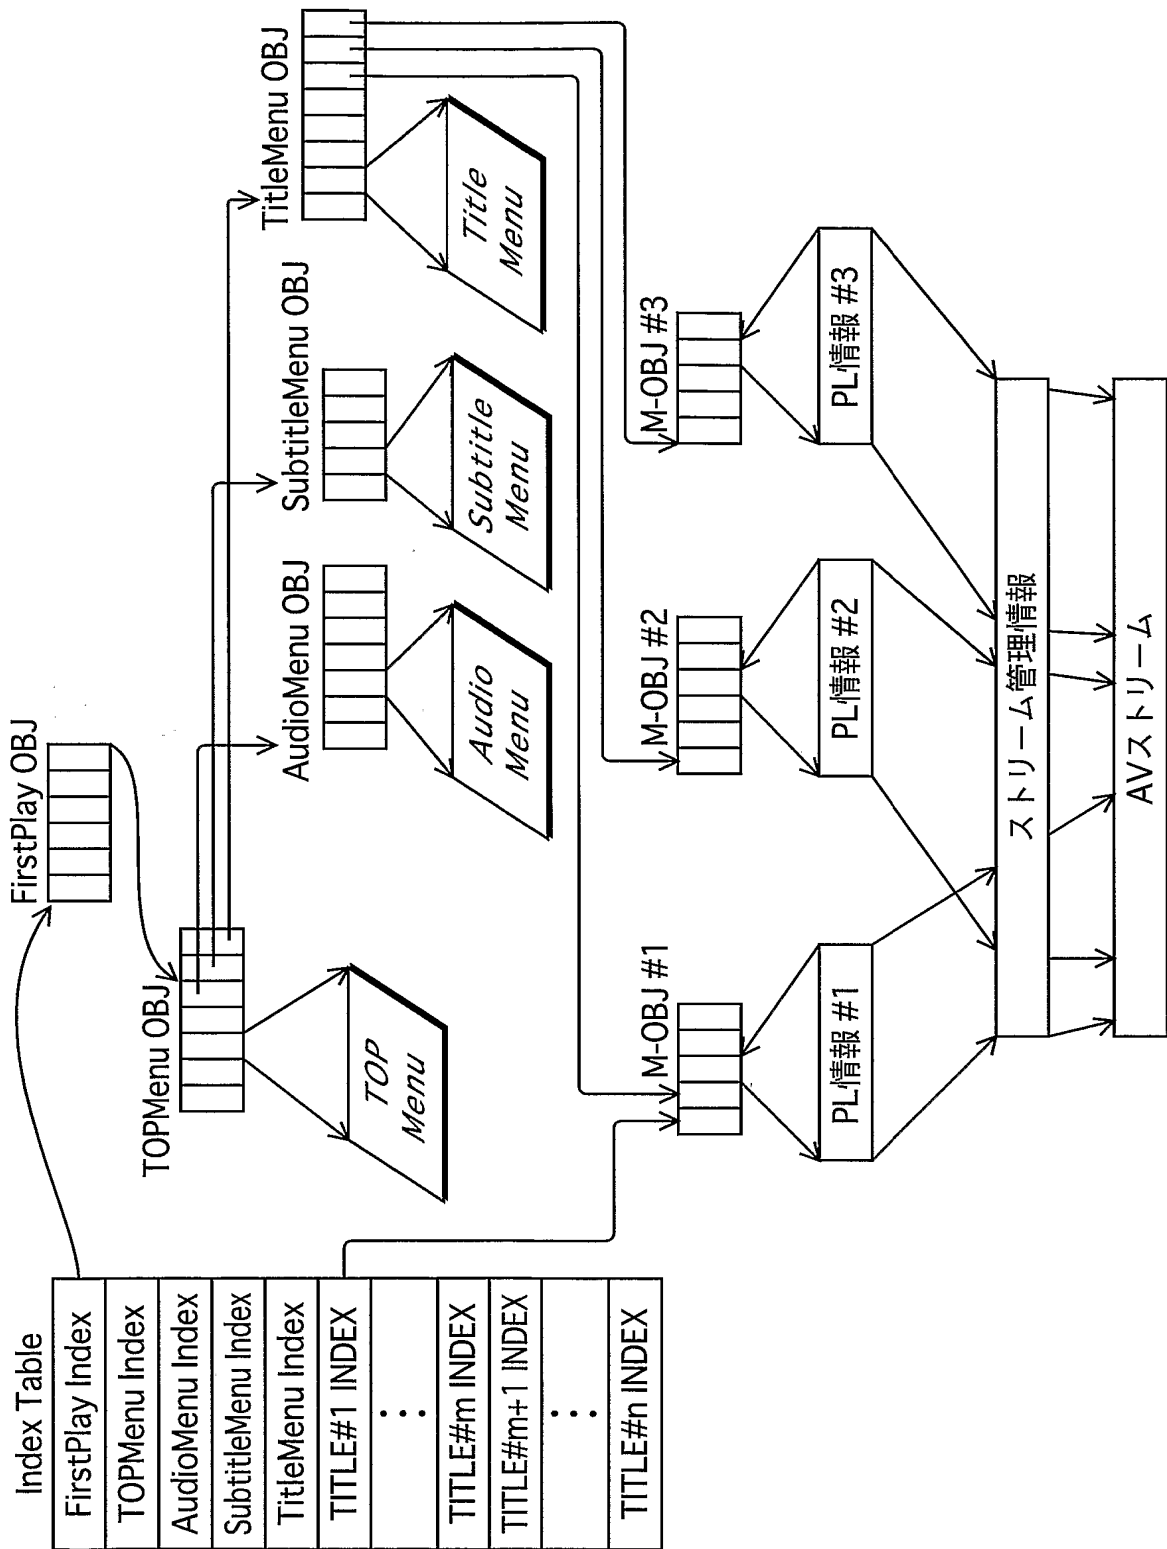 Index Table
FirstPlay Index
TOPMenu Index
AudioMenu Index
SubtitleMenu Index
TitleMenu Index
TITLE#1 INDEX
・・・
TITLE#m INDEX
TITLE#m+1 INDEX
・・・
TITLE#n INDEX
FirstPlay OBJ
TOPMenu OBJ
TOP
Menu
AudioMenu OBJ
Audio
Menu
SubtitleMenu OBJ
Subtitle
Menu
TitleMenu OBJ
Title
Menu
M-OBJ #1
M-OBJ #2
M-OBJ #3
PL情報 #1
PL情報 #2
PL情報 #3
ストリーム管理情報
AVストリーム